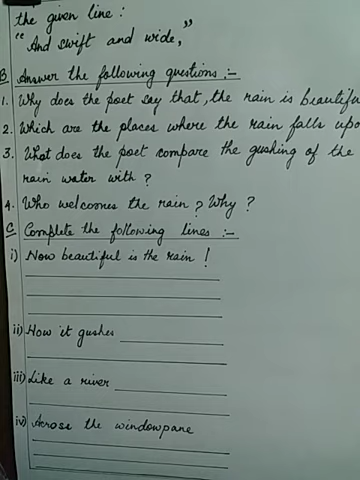 the given line :
"And swift and wide,"
B. Answer the following questions :-
1. Why does the poet say that, the rain is beautiful
2. Which are the places where the rain falls upo
3. What does the poet compare the gushing of the
rain water with ?
4. Who welcomes the rain ? Why ?
C. Complete the following lines :-
i) How beautiful is the rain !
ii) How it gushes
iii) Like a river
iv) Across the windowpane